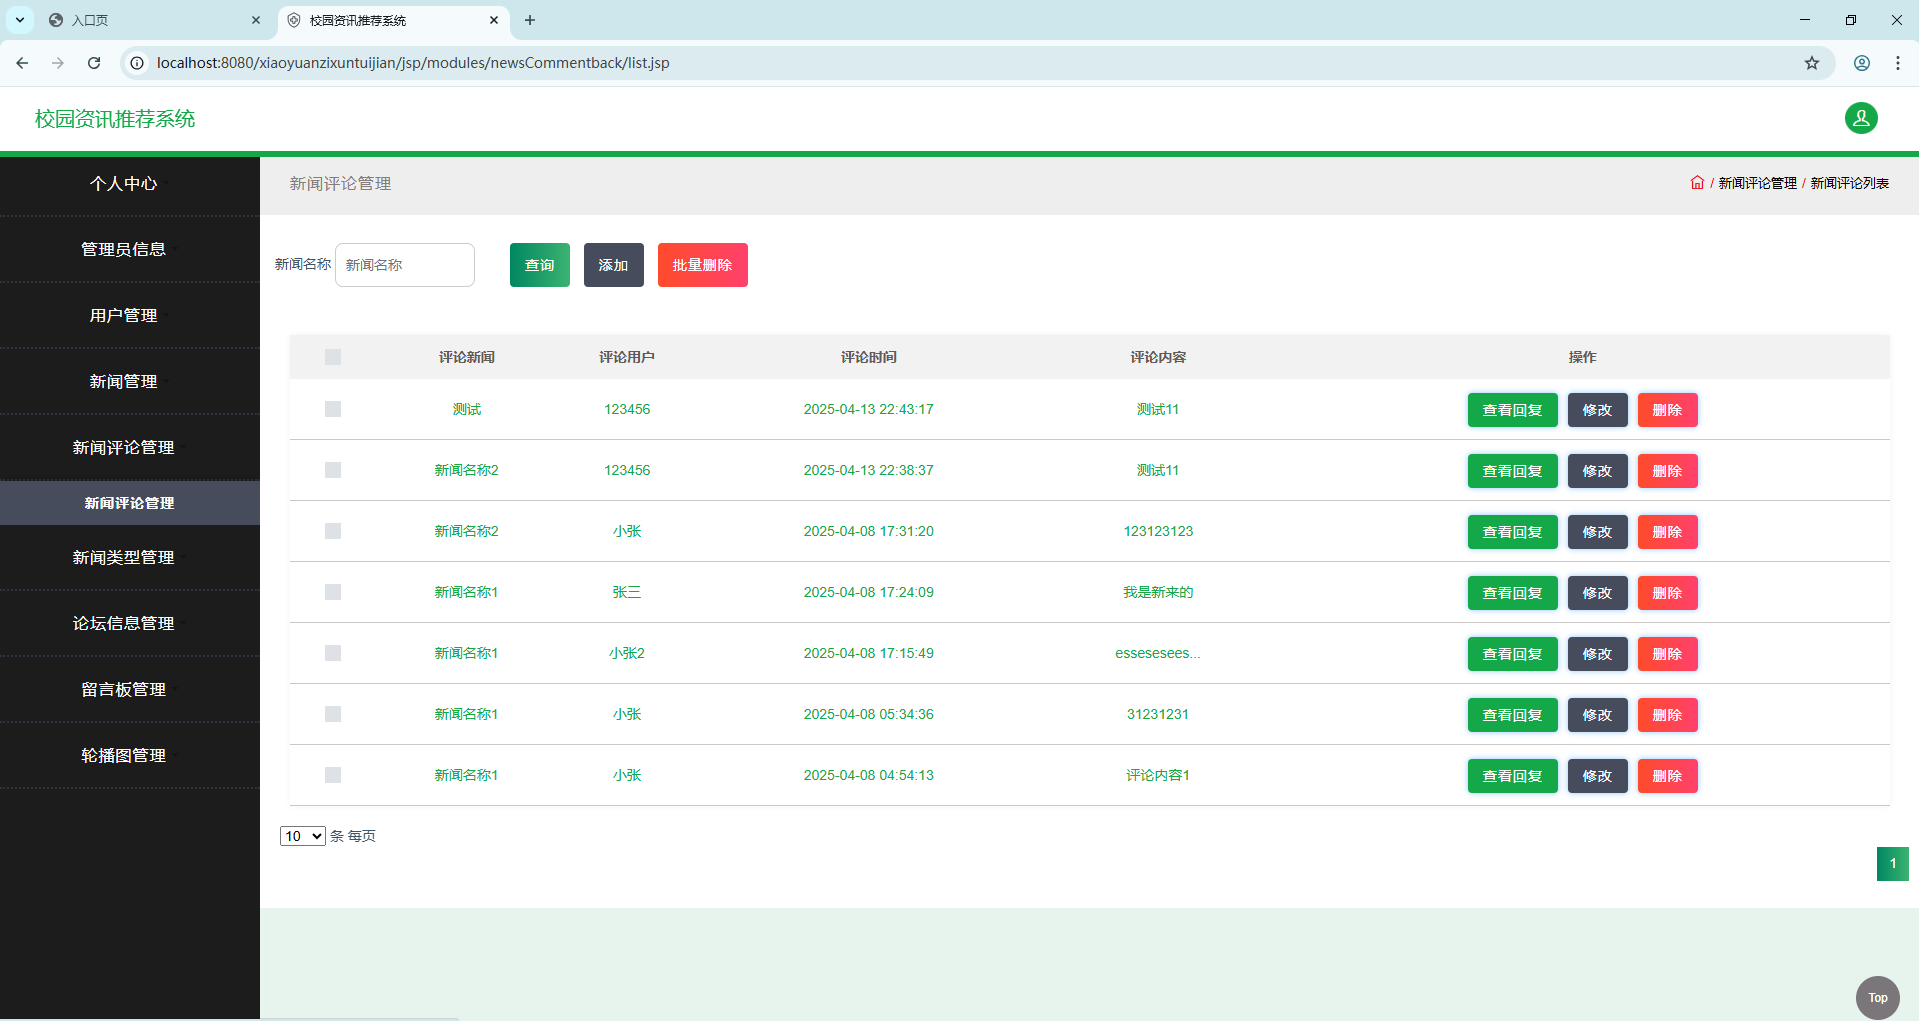 入口页
校园资讯推荐系统
localhost:8080/xiaoyuanzixuntuijian/jsp/modules/newsCommentback/list.jsp
校园资讯推荐系统
个人中心
管理员信息
用户管理
新闻管理
新闻评论管理
新闻评论管理
新闻类型管理
论坛信息管理
留言板管理
轮播图管理
新闻评论管理
/ 新闻评论管理 / 新闻评论列表
新闻名称 新闻名称 查询 添加 批量删除
评论新闻 评论用户 评论时间 评论内容 操作
测试 123456 2025-04-13 22:43:17 测试11 查看回复 修改 删除
新闻名称2 123456 2025-04-13 22:38:37 测试11 查看回复 修改 删除
新闻名称2 小张 2025-04-08 17:31:20 123123123 查看回复 修改 删除
新闻名称1 张三 2025-04-08 17:24:09 我是新来的 查看回复 修改 删除
新闻名称1 小张2 2025-04-08 17:15:49 essesesees... 查看回复 修改 删除
新闻名称1 小张 2025-04-08 05:34:36 31231231 查看回复 修改 删除
新闻名称1 小张 2025-04-08 04:54:13 评论内容1 查看回复 修改 删除
10 条 每页
1
Top